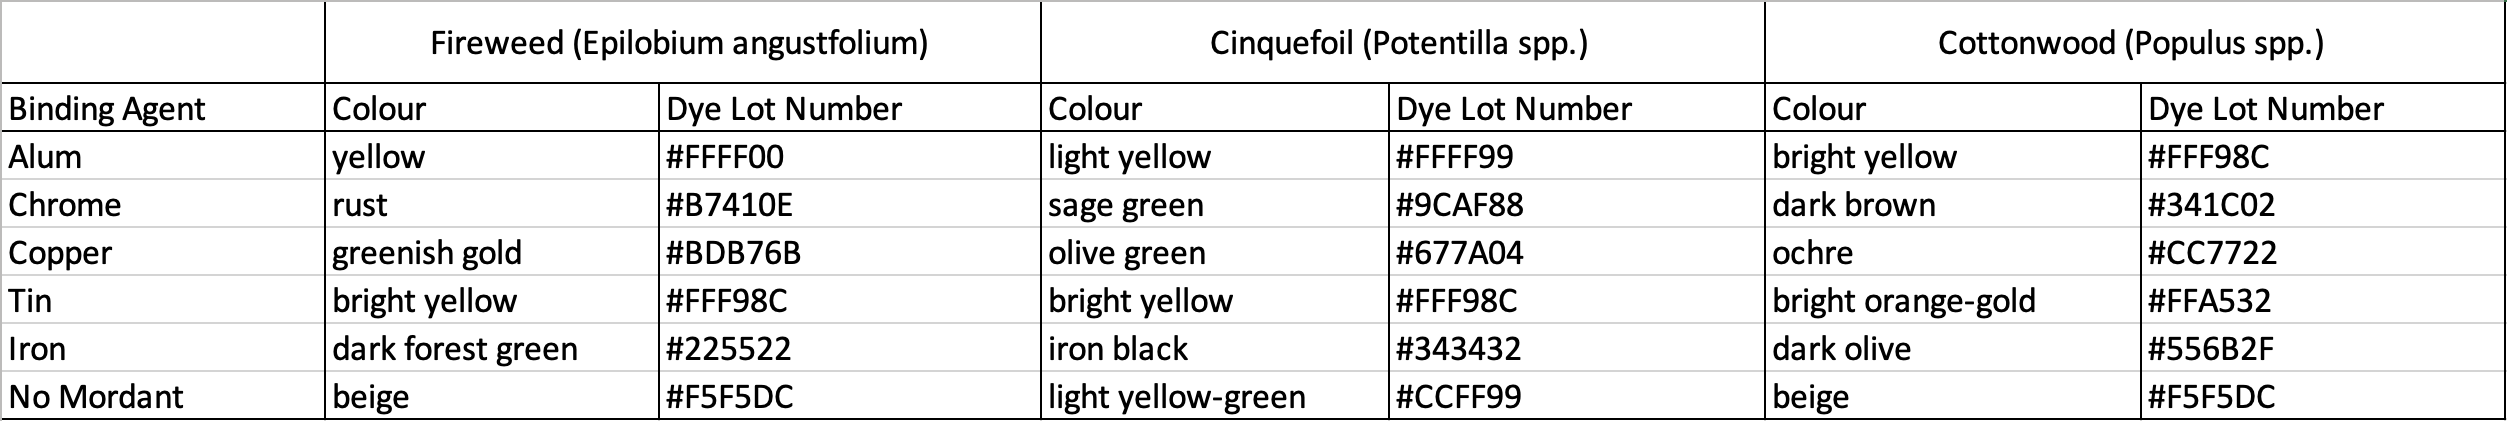 Fireweed (Epilobium angustfolium) Cinquefoil (Potentilla spp.) Cottonwood (Populus spp.)
Binding Agent Colour Dye Lot Number Colour Dye Lot Number Colour Dye Lot Number
Alum yellow #FFFF00 light yellow #FFFF99 bright yellow #FFF98C
Chrome rust #B7410E sage green #9CAF88 dark brown #341C02
Copper greenish gold #BDB76B olive green #677A04 ochre #CC7722
Tin bright yellow #FFF98C bright yellow #FFF98C bright orange-gold #FFA532
Iron dark forest green #225522 iron black #343432 dark olive #556B2F
No Mordant beige #F5F5DC light yellow-green #CCFF99 beige #F5F5DC